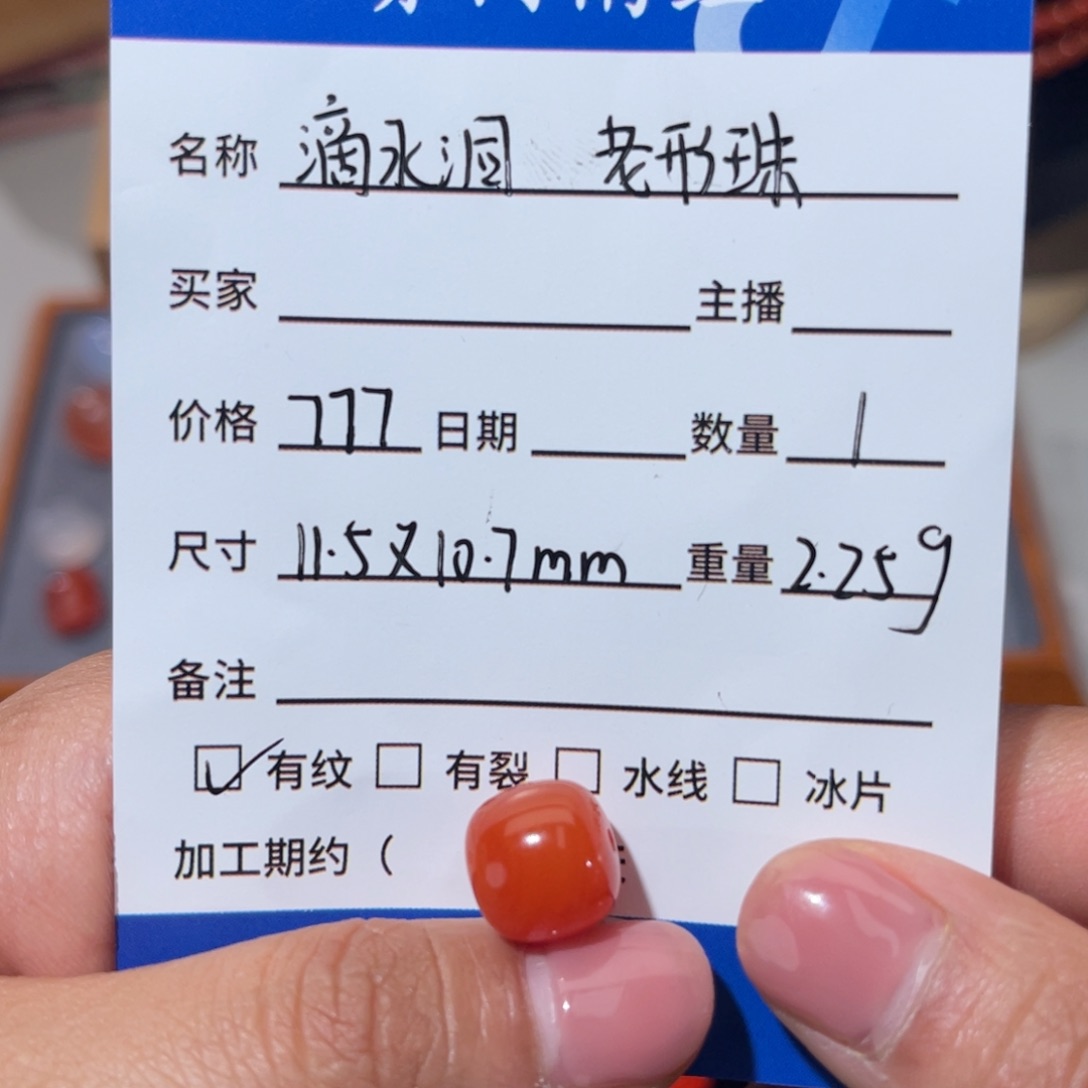 名称 滴水洞 老形珠
买家 主播
价格 777 日期 数量 1
尺寸 11.5X10.7mm 重量 2.25g
备注
☑有纹 □有裂 □水线 □冰片
加工期约（